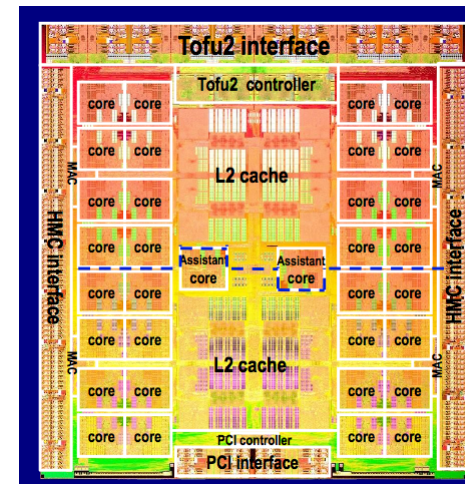 Tofu2 interface
Tofu2 controller
core core core core
core core core core
MAC MAC
L2 cache
core core core core
HMC interface HMC interface
core core core core
Assistant core Assistant core
core core core core
core core core core
L2 cache
MAC MAC
core core core core
core core core core
PCI controller
PCI interface